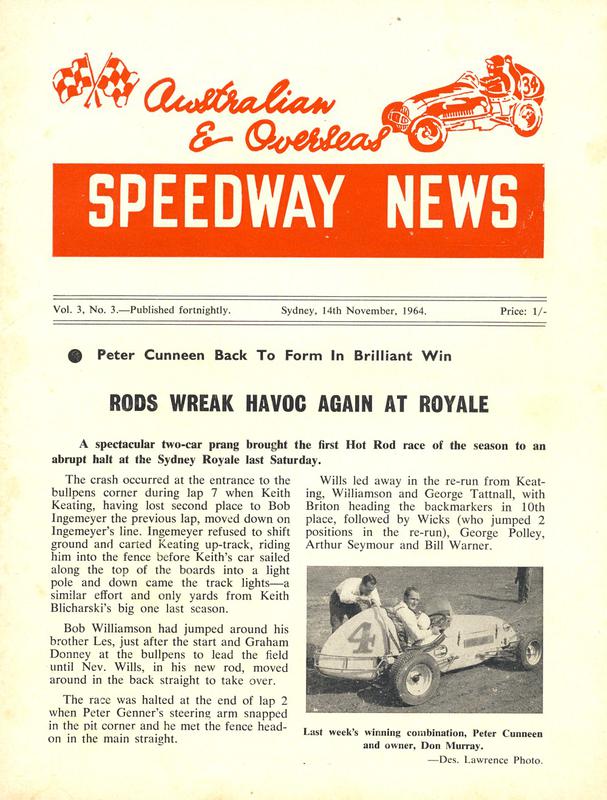 Australian
& Overseas
34
SPEEDWAY NEWS
Vol. 3, No. 3.—Published fortnightly. Sydney, 14th November, 1964. Price: 1/-
Peter Cunneen Back To Form In Brilliant Win
RODS WREAK HAVOC AGAIN AT ROYALE
A spectacular two-car prang brought the first Hot Rod race of the season to an
abrupt halt at the Sydney Royale last Saturday.
The crash occurred at the entrance to the
bullpens corner during lap 7 when Keith
Keating, having lost second place to Bob
Ingemeyer the previous lap, moved down on
Ingemeyer's line. Ingemeyer refused to shift
ground and carted Keating up-track, riding
him into the fence before Keith's car sailed
along the top of the boards into a light
pole and down came the track lights—a
similar effort and only yards from Keith
Blicharski's big one last season.
Bob Williamson had jumped around his
brother Les, just after the start and Graham
Donney at the bullpens to lead the field
until Nev. Wills, in his new rod, moved
around in the back straight to take over.
The race was halted at the end of lap 2
when Peter Genner's steering arm snapped
in the pit corner and he met the fence head-
on in the main straight.
Wills led away in the re-run from Keat-
ing, Williamson and George Tattnall, with
Briton heading the backmarkers in 10th
place, followed by Wicks (who jumped 2
positions in the re-run), George Polley,
Arthur Seymour and Bill Warner.
4
Last week's winning combination, Peter Cunneen
and owner, Don Murray.
—Des. Lawrence Photo.